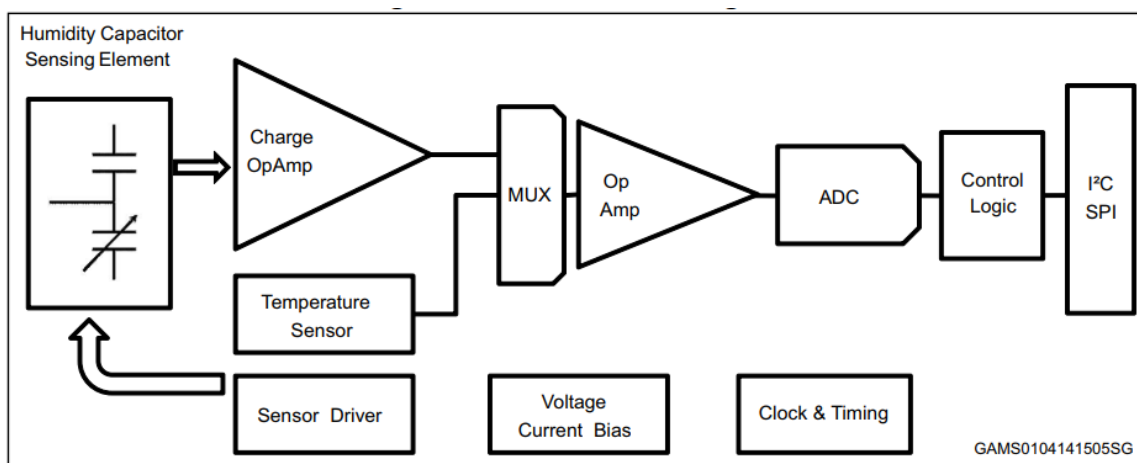 Humidity Capacitor
Sensing Element
Charge
OpAmp
MUX
Op
Amp
ADC
Control
Logic
I²C
SPI
Temperature
Sensor
Sensor Driver
Voltage
Current Bias
Clock & Timing
GAMS0104141505SG